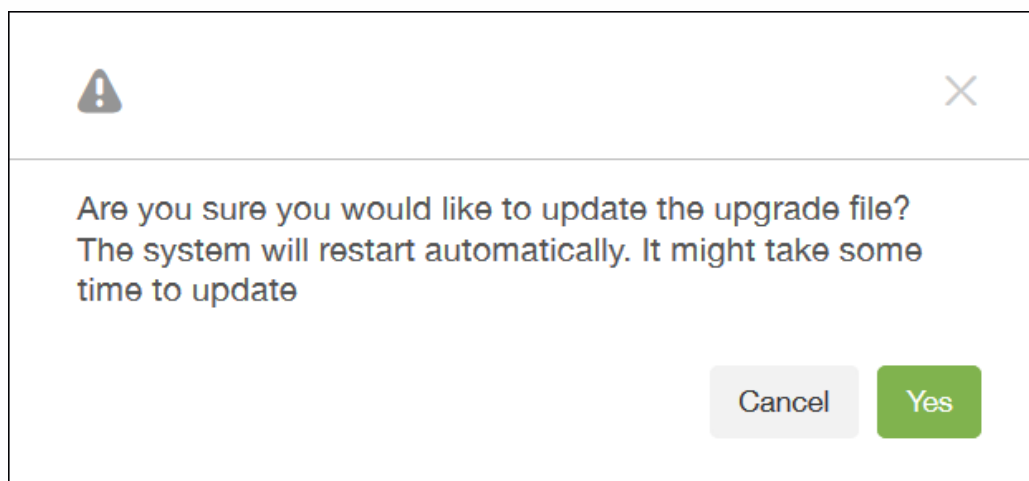 Are you sure you would like to update the upgrade file?
The system will restart automatically. It might take some
time to update
Cancel
Yes